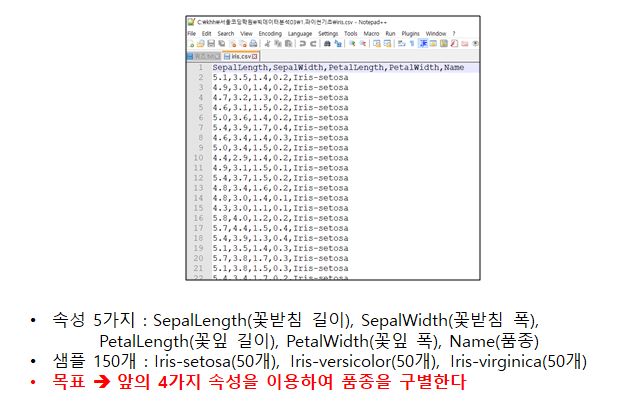 C:\khh\서울코딩학원\빅데이터분석(I)\1.파이썬기초\iris.csv - Notepad++
File Edit Search View Encoding Language Settings Tools Macro Run Plugins Window ?
iris.csv
1 SepalLength,SepalWidth,PetalLength,PetalWidth,Name
2 5.1,3.5,1.4,0.2,Iris-setosa
3 4.9,3.0,1.4,0.2,Iris-setosa
4 4.7,3.2,1.3,0.2,Iris-setosa
5 4.6,3.1,1.5,0.2,Iris-setosa
6 5.0,3.6,1.4,0.2,Iris-setosa
7 5.4,3.9,1.7,0.4,Iris-setosa
8 4.6,3.4,1.4,0.3,Iris-setosa
9 5.0,3.4,1.5,0.2,Iris-setosa
10 4.4,2.9,1.4,0.2,Iris-setosa
11 4.9,3.1,1.5,0.1,Iris-setosa
12 5.4,3.7,1.5,0.2,Iris-setosa
13 4.8,3.4,1.6,0.2,Iris-setosa
14 4.8,3.0,1.4,0.1,Iris-setosa
15 4.3,3.0,1.1,0.1,Iris-setosa
16 5.8,4.0,1.2,0.2,Iris-setosa
17 5.7,4.4,1.5,0.4,Iris-setosa
18 5.4,3.9,1.3,0.4,Iris-setosa
19 5.1,3.5,1.4,0.3,Iris-setosa
20 5.7,3.8,1.7,0.3,Iris-setosa
21 5.1,3.8,1.5,0.3,Iris-setosa
22 5.4,3.4,1.7,0.2,Iris-setosa
• 속성 5가지 : SepalLength(꽃받침 길이), SepalWidth(꽃받침 폭),
PetalLength(꽃잎 길이), PetalWidth(꽃잎 폭), Name(품종)
• 샘플 150개 : Iris-setosa(50개), Iris-versicolor(50개), Iris-virginica(50개)
• 목표 ➔ 앞의 4가지 속성을 이용하여 품종을 구별한다